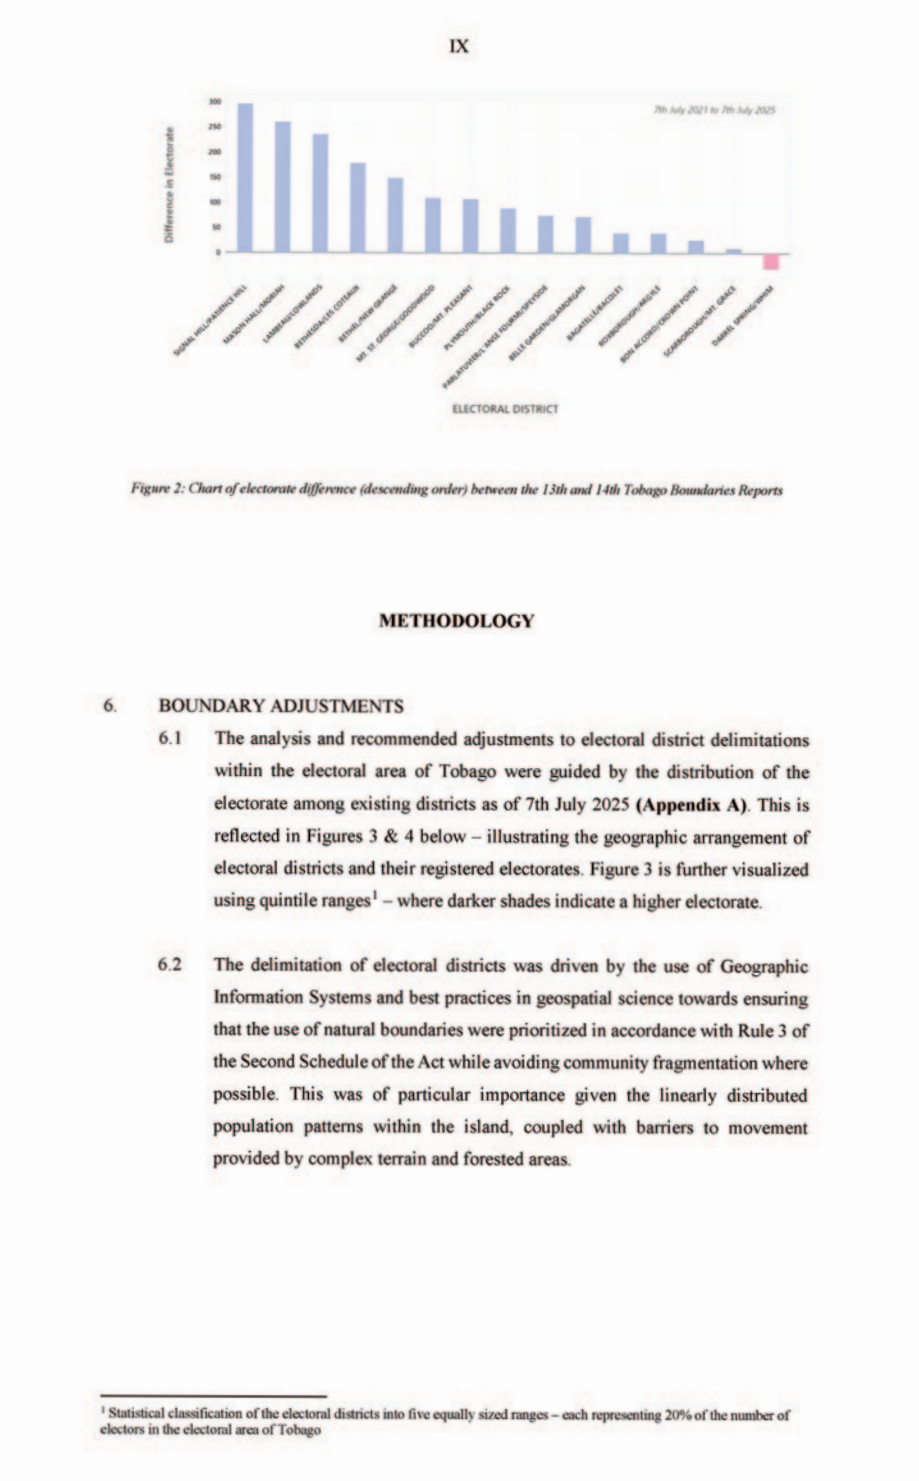 IX
7th July 2021 to 7th July 2025
Difference in Electorate
300
250
200
150
100
50
0
SIGNAL HILL/PATIENCE HILL
MASON HALL/MORIAH
LAMBEAU/LOWLANDS
BETHESDA/LES COTEAUX
BETHEL/NEW GRANGE
MT. ST. GEORGE/GOODWOOD
BUCCOO/MT. PLEASANT
PLYMOUTH/BLACK ROCK
PARLATUVIER/L'ANSE FOURMI/SPEYSIDE
BELLE GARDEN/GLAMORGAN
BAGATELLE/BACOLET
ROXBOROUGH/ARGYLE
BON ACCORD/CROWN POINT
SCARBOROUGH/MT. GRACE
DARREL SPRING/WHIM
ELECTORAL DISTRICT
Figure 2: Chart of electorate difference (descending order) between the 13th and 14th Tobago Boundaries Reports
METHODOLOGY
6. BOUNDARY ADJUSTMENTS
6.1 The analysis and recommended adjustments to electoral district delimitations
within the electoral area of Tobago were guided by the distribution of the
electorate among existing districts as of 7th July 2025 (Appendix A). This is
reflected in Figures 3 & 4 below – illustrating the geographic arrangement of
electoral districts and their registered electorates. Figure 3 is further visualized
using quintile ranges¹ – where darker shades indicate a higher electorate.
6.2 The delimitation of electoral districts was driven by the use of Geographic
Information Systems and best practices in geospatial science towards ensuring
that the use of natural boundaries were prioritized in accordance with Rule 3 of
the Second Schedule of the Act while avoiding community fragmentation where
possible. This was of particular importance given the linearly distributed
population patterns within the island, coupled with barriers to movement
provided by complex terrain and forested areas.
¹ Statistical classification of the electoral districts into five equally sized ranges – each representing 20% of the number of
electors in the electoral area of Tobago